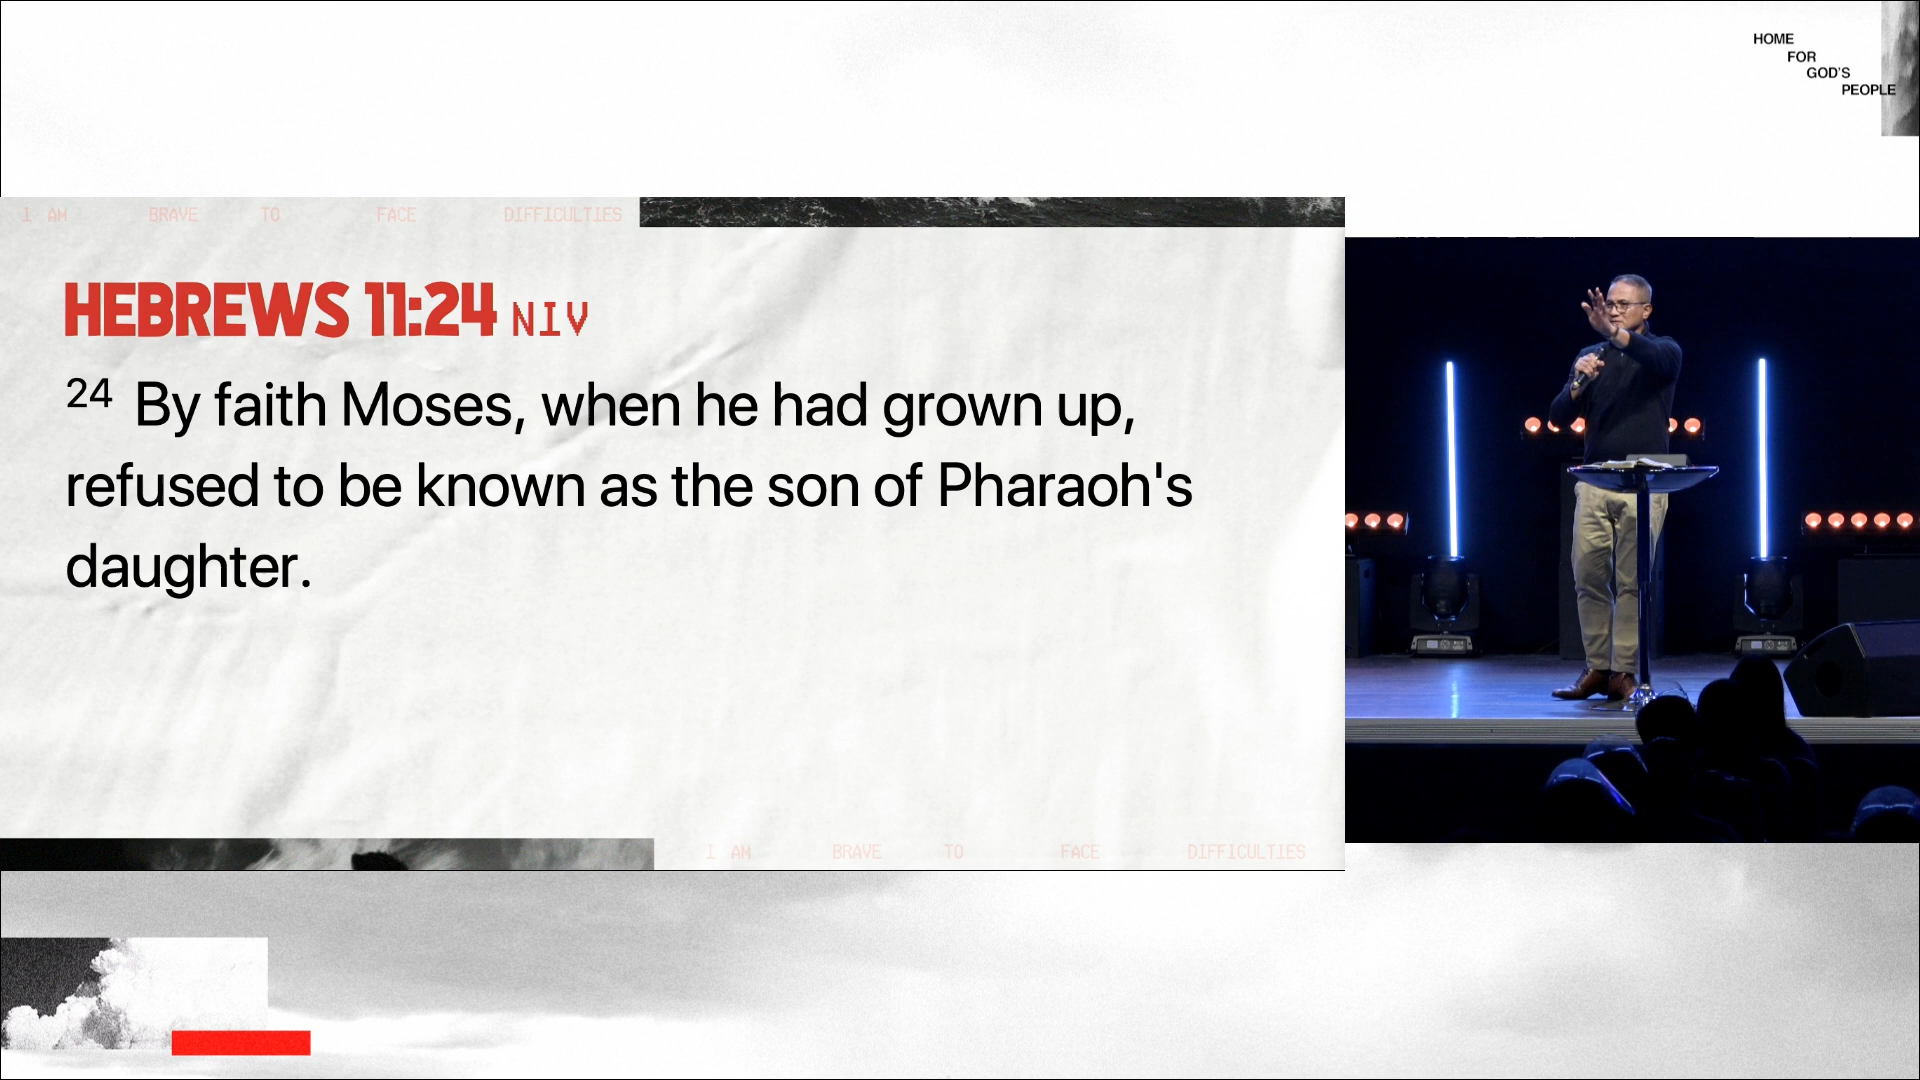 HOME
FOR
GOD'S
PEOPLE
I AM BRAVE TO FACE DIFFICULTIES
HEBREWS 11:24 NIV
24 By faith Moses, when he had grown up,
refused to be known as the son of Pharaoh's
daughter.
I AM BRAVE TO FACE DIFFICULTIES